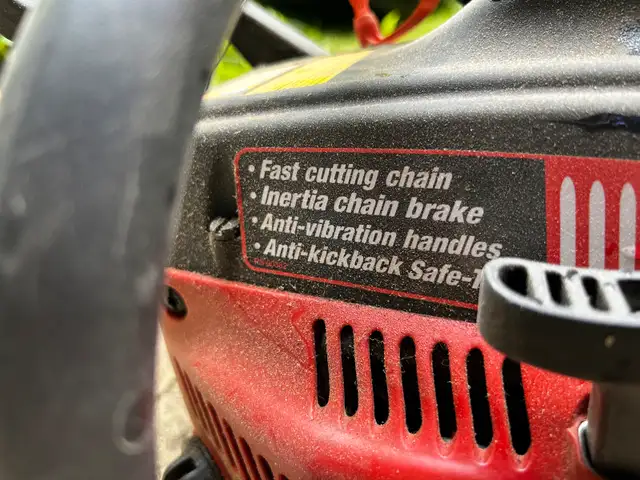 • Fast cutting chain
• Inertia chain brake
• Anti-vibration handles
• Anti-kickback Safe-T